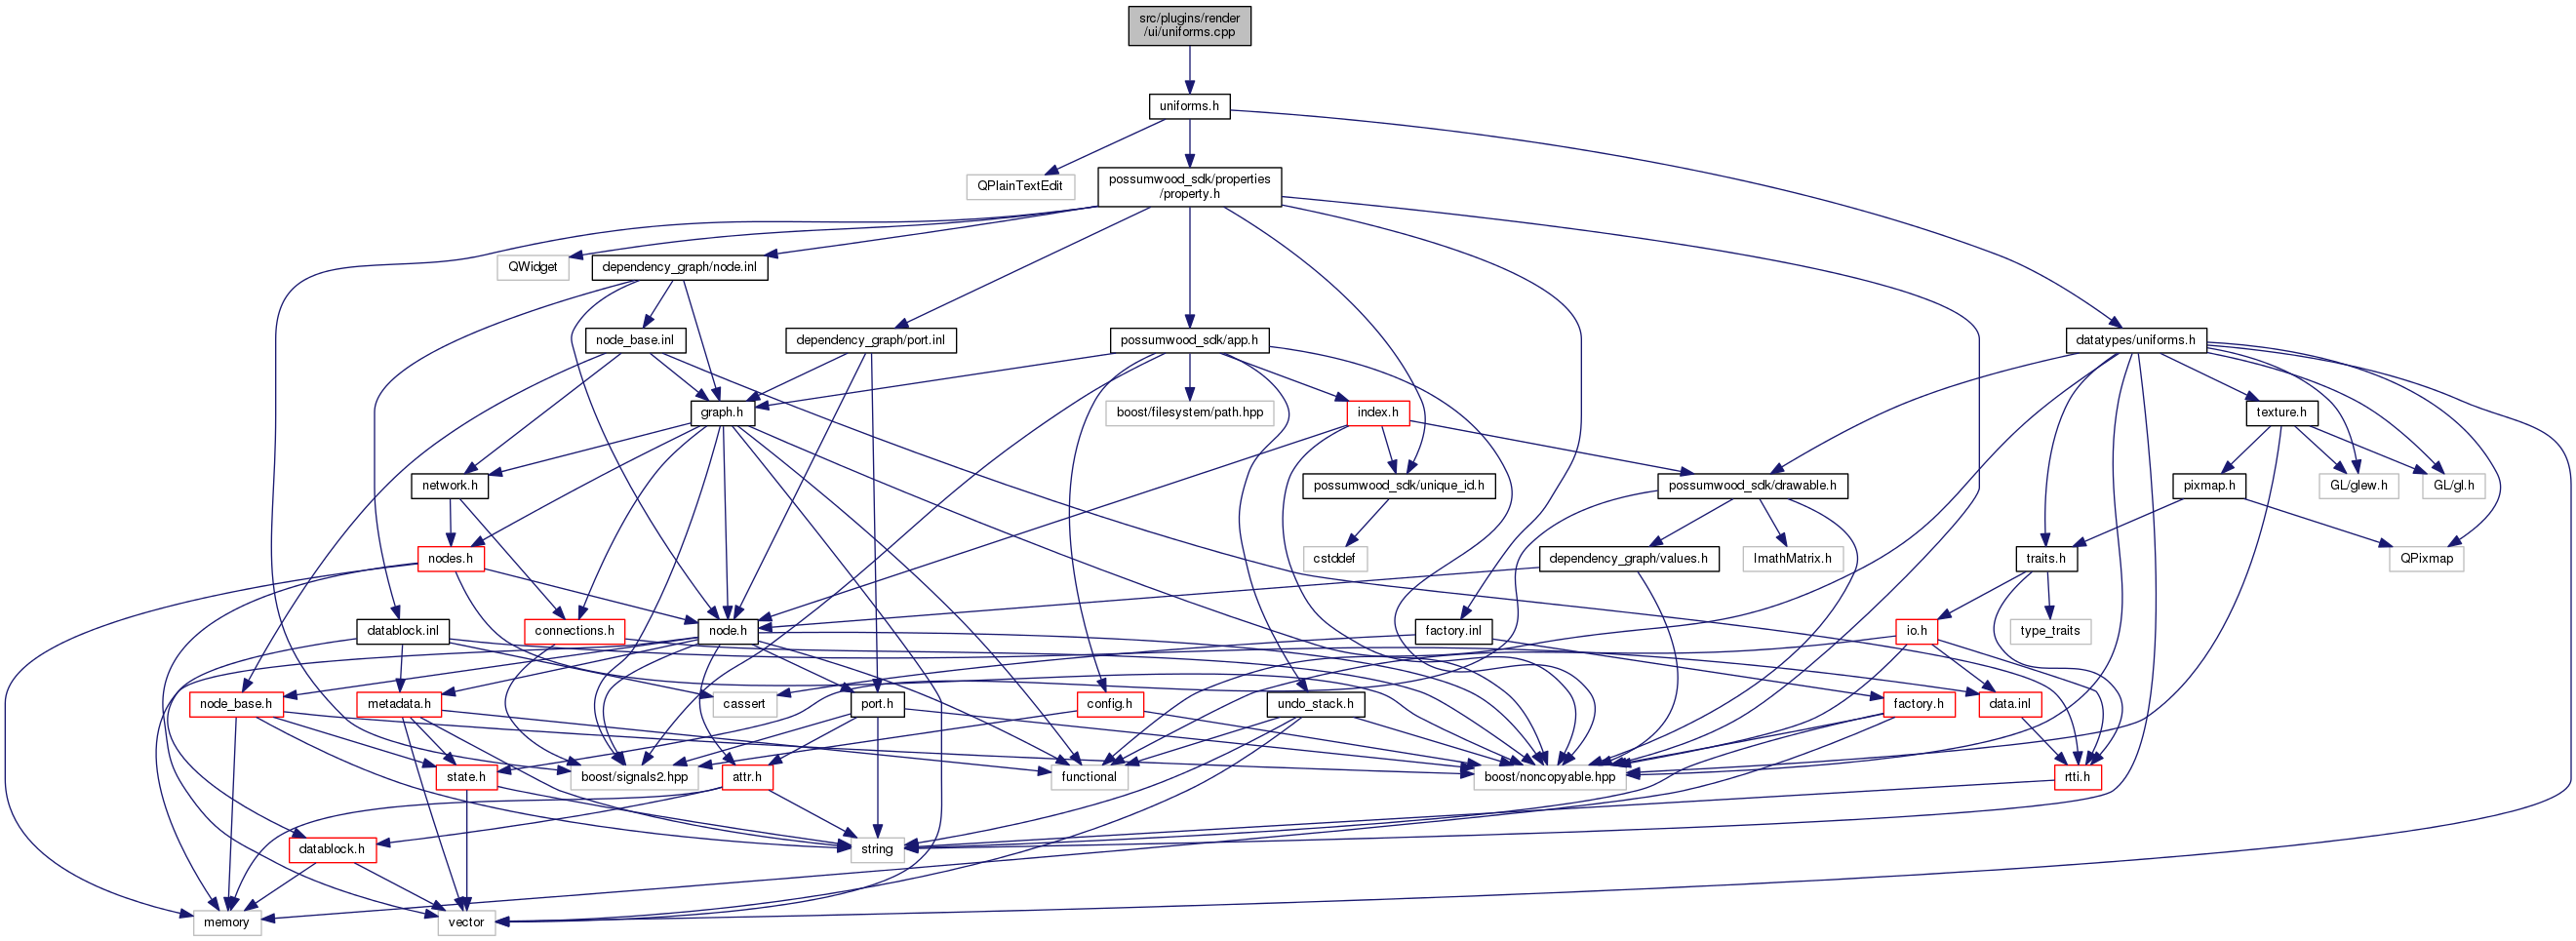 src/plugins/render
/ui/uniforms.cpp
uniforms.h
QPlainTextEdit
possumwood_sdk/properties
/property.h
QWidget
dependency_graph/node.inl
node_base.inl
dependency_graph/port.inl
possumwood_sdk/app.h
datatypes/uniforms.h
graph.h
boost/filesystem/path.hpp
index.h
texture.h
network.h
possumwood_sdk/unique_id.h
possumwood_sdk/drawable.h
pixmap.h
GL/glew.h
GL/gl.h
nodes.h
cstddef
dependency_graph/values.h
ImathMatrix.h
traits.h
QPixmap
datablock.inl
connections.h
node.h
factory.inl
io.h
type_traits
node_base.h
metadata.h
cassert
port.h
config.h
undo_stack.h
factory.h
data.inl
state.h
boost/signals2.hpp
attr.h
functional
boost/noncopyable.hpp
rtti.h
datablock.h
string
memory
vector